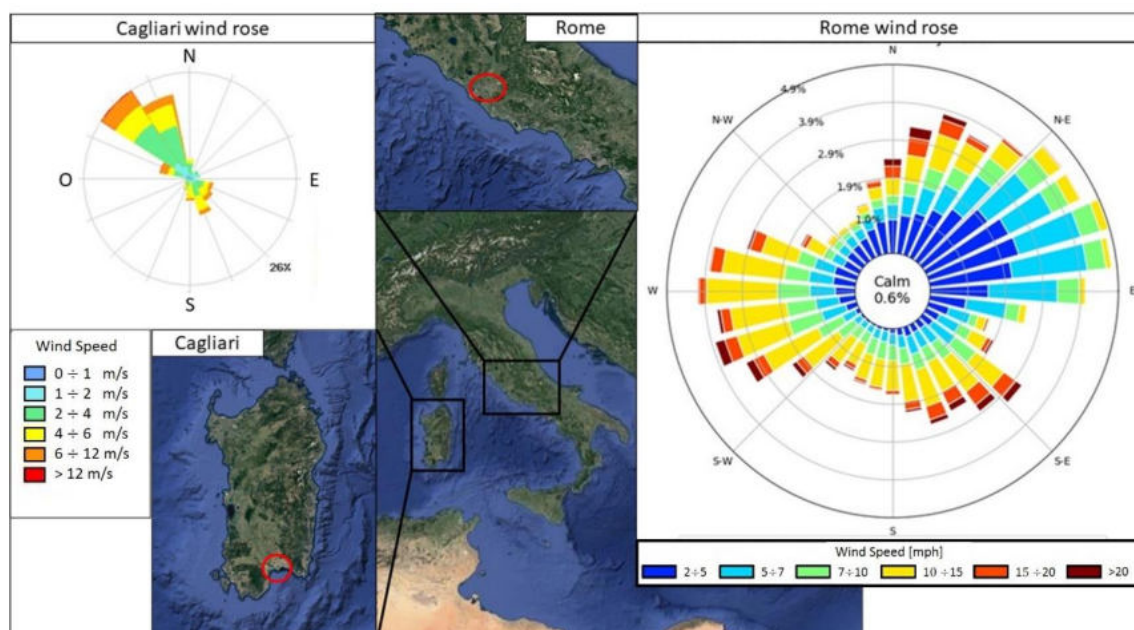 Cagliari wind rose
N
O
E
S
26%
Wind Speed
0 ÷ 1 m/s
1 ÷ 2 m/s
2 ÷ 4 m/s
4 ÷ 6 m/s
6 ÷ 12 m/s
> 12 m/s
Cagliari
Rome
Rome wind rose
N
4.9%
3.9%
2.9%
1.9%
1.0%
N-W
N-E
W
Calm
0.6%
E
S-W
S-E
S
Wind Speed [mph]
2÷5 5÷7 7÷10 10 ÷15 15 ÷20 >20